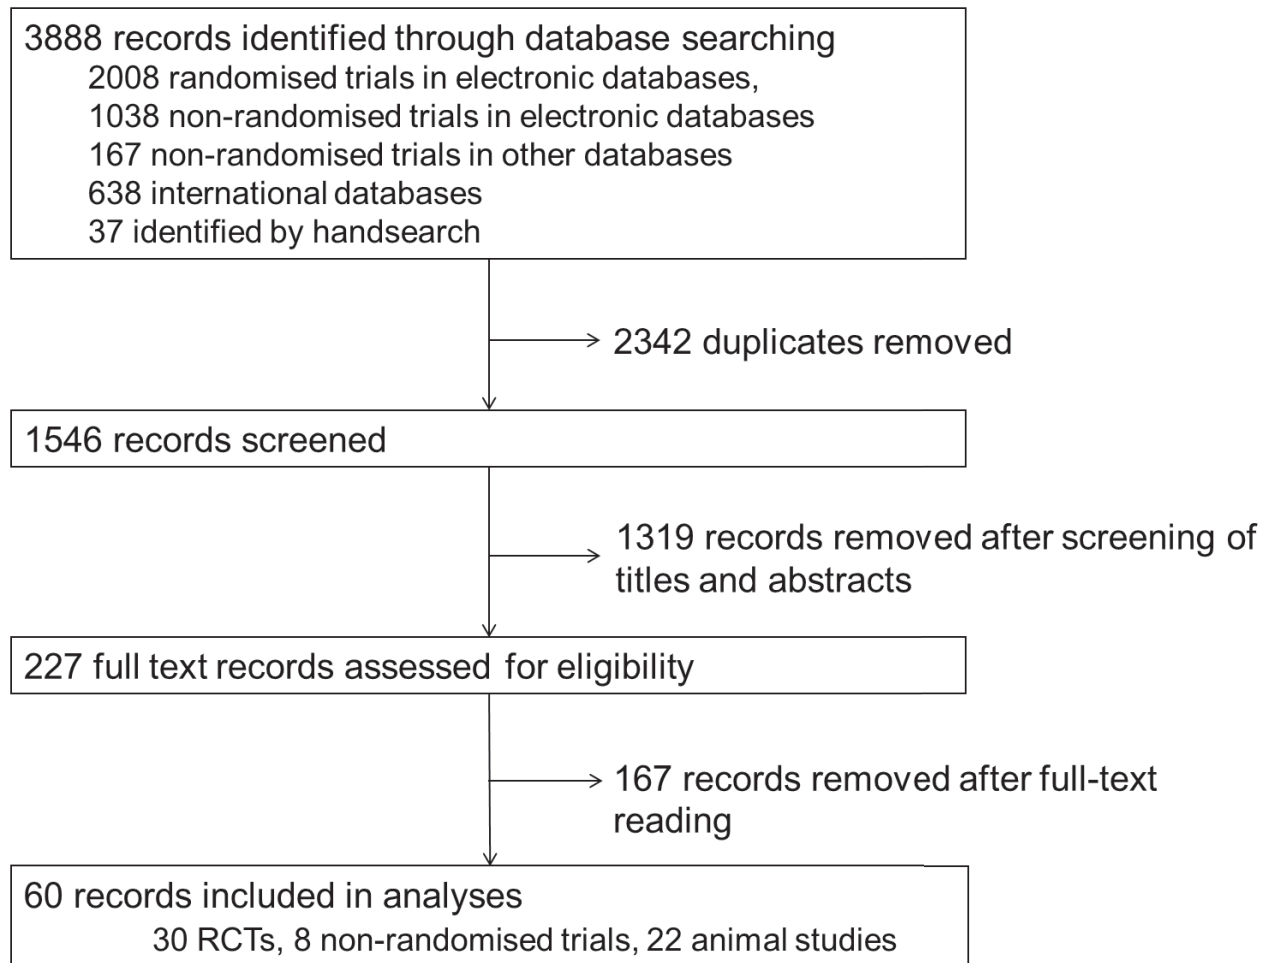 3888 records identified through database searching
2008 randomised trials in electronic databases,
1038 non-randomised trials in electronic databases
167 non-randomised trials in other databases
638 international databases
37 identified by handsearch
2342 duplicates removed
1546 records screened
1319 records removed after screening of
titles and abstracts
227 full text records assessed for eligibility
167 records removed after full-text
reading
60 records included in analyses
30 RCTs, 8 non-randomised trials, 22 animal studies